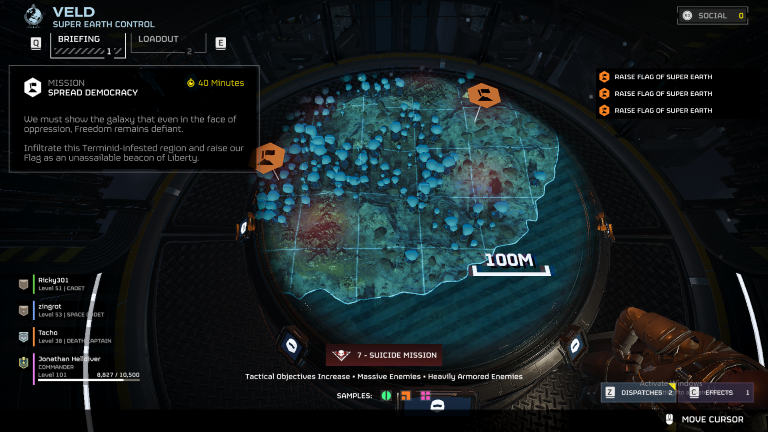 VELD
SUPER EARTH CONTROL
SOCIAL 0
Q
BRIEFING
1
LOADOUT
2
E
MISSION
SPREAD DEMOCRACY
40 Minutes
We must show the galaxy that even in the face of
oppression, Freedom remains defiant.
Infiltrate this Terminid-infested region and raise our
Flag as an unassailable beacon of Liberty.
RAISE FLAG OF SUPER EARTH
RAISE FLAG OF SUPER EARTH
RAISE FLAG OF SUPER EARTH
100M
Ricky301
Level 51 | CADET
zingrot
Level 53 | SPACE CADET
Tacho
Level 38 | DEATH CAPTAIN
Jonathan Helldiver
COMMANDER
Level 101 8,827 / 10,500
7 - SUICIDE MISSION
Tactical Objectives Increase • Massive Enemies • Heavily Armored Enemies
SAMPLES:
Activate Windows
Z DISPATCHES 2
C EFFECTS 1
MOVE CURSOR